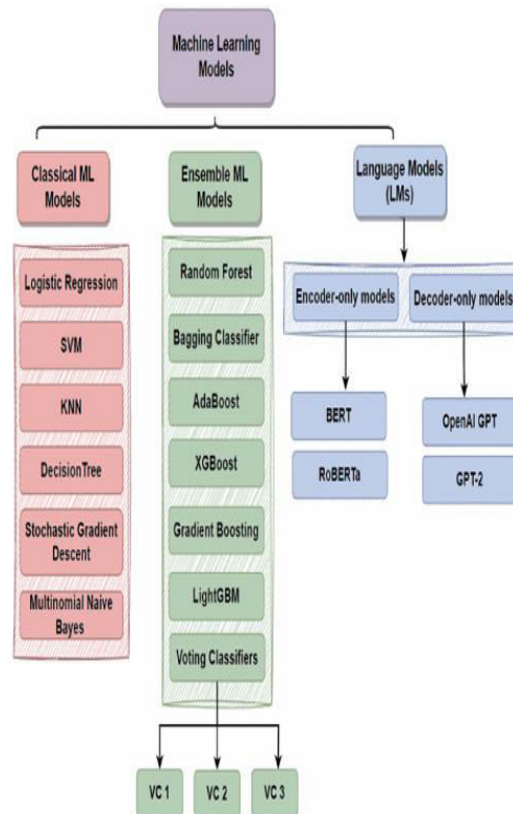 Machine Learning
Models
Classical ML
Models
Ensemble ML
Models
Language Models
(LMs)
Logistic Regression
SVM
KNN
DecisionTree
Stochastic Gradient
Descent
Multinomial Naive
Bayes
Random Forest
Bagging Classifier
AdaBoost
XGBoost
Gradient Boosting
LightGBM
Voting Classifiers
VC 1
VC 2
VC 3
Encoder-only models
Decoder-only models
BERT
RoBERTa
OpenAI GPT
GPT-2